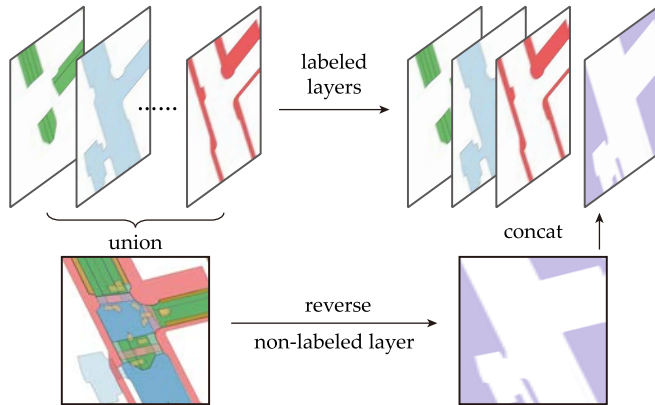 labeled
layers
......
union
concat
reverse
non-labeled layer